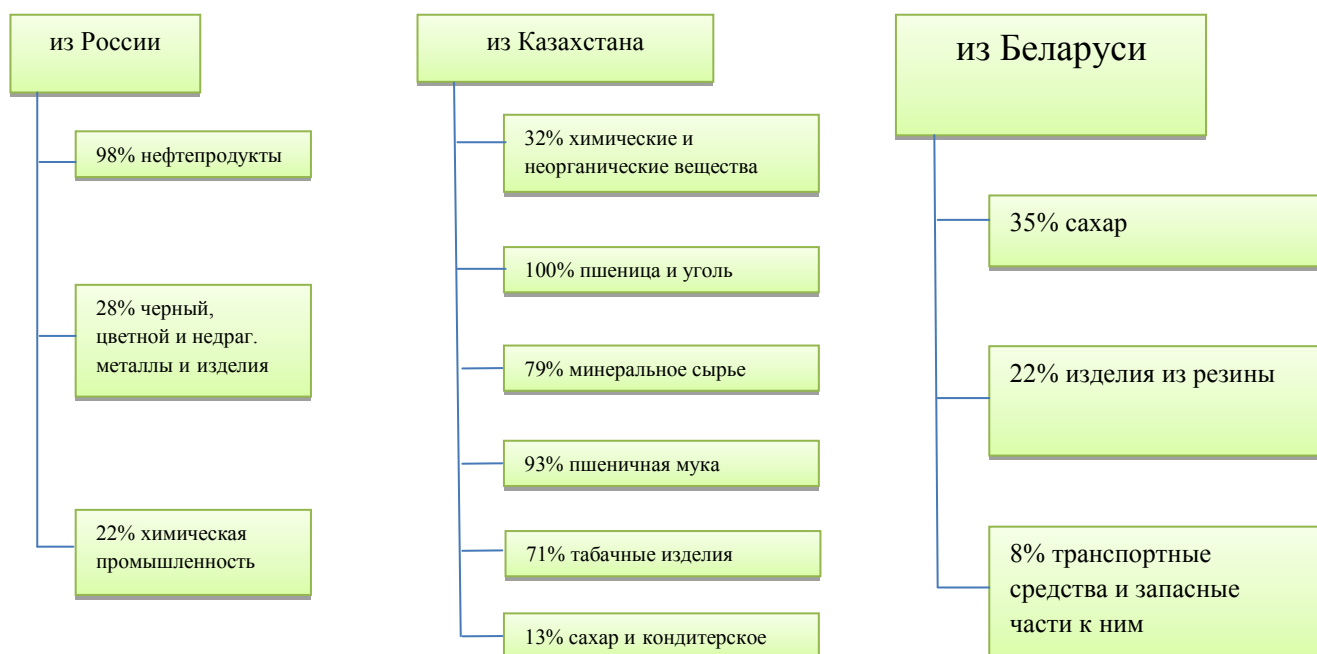 из России
98% нефтепродукты
28% черный,
цветной и недраг.
металлы и изделия
22% химическая
промышленность
из Казахстана
32% химические и
неорганические вещества
100% пшеница и уголь
79% минеральное сырье
93% пшеничная мука
71% табачные изделия
13% сахар и кондитерское
из Беларуси
35% сахар
22% изделия из резины
8% транспортные
средства и запасные
части к ним